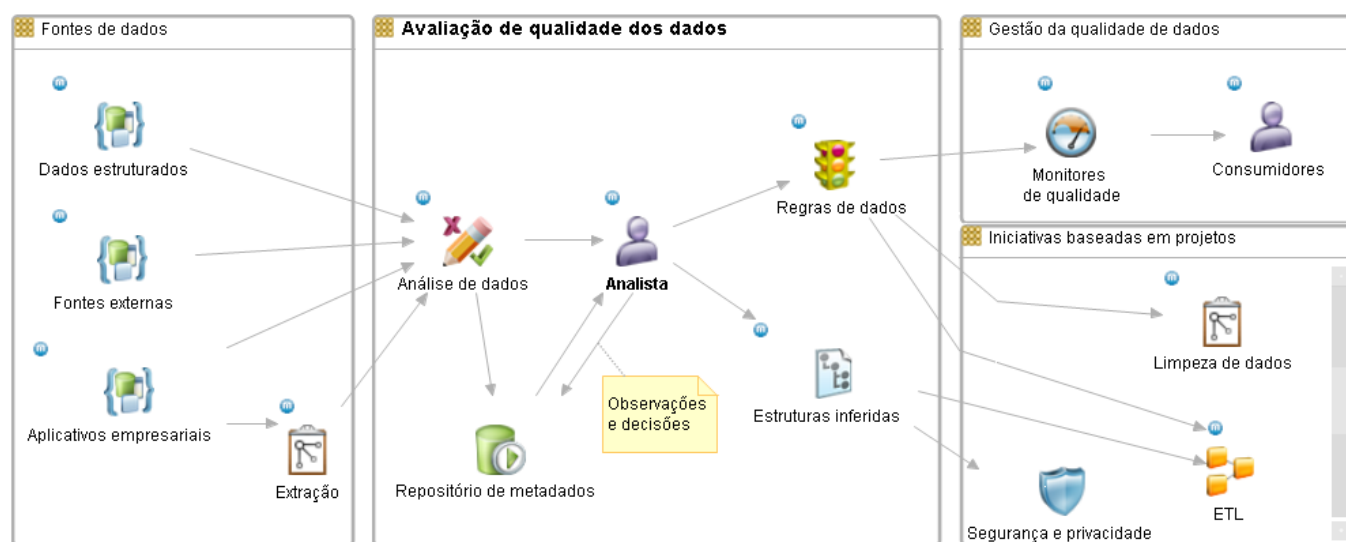 Fontes de dados
Dados estruturados
Fontes externas
Aplicativos empresariais
Extração
Avaliação de qualidade dos dados
Análise de dados
Analista
Observações
e decisões
Repositório de metadados
Regras de dados
Estruturas inferidas
Gestão da qualidade de dados
Monitores
de qualidade
Consumidores
Iniciativas baseadas em projetos
Limpeza de dados
ETL
Segurança e privacidade